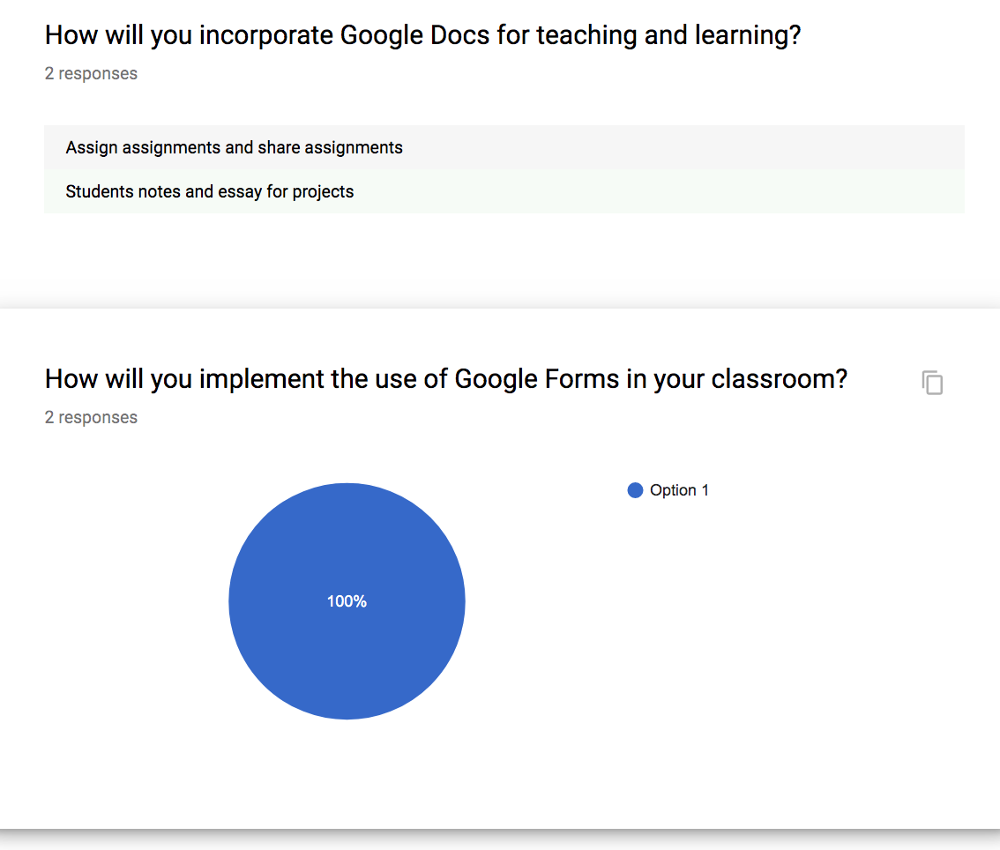 How will you incorporate Google Docs for teaching and learning?
2 responses
Assign assignments and share assignments
Students notes and essay for projects
How will you implement the use of Google Forms in your classroom?
2 responses
Option 1
100%